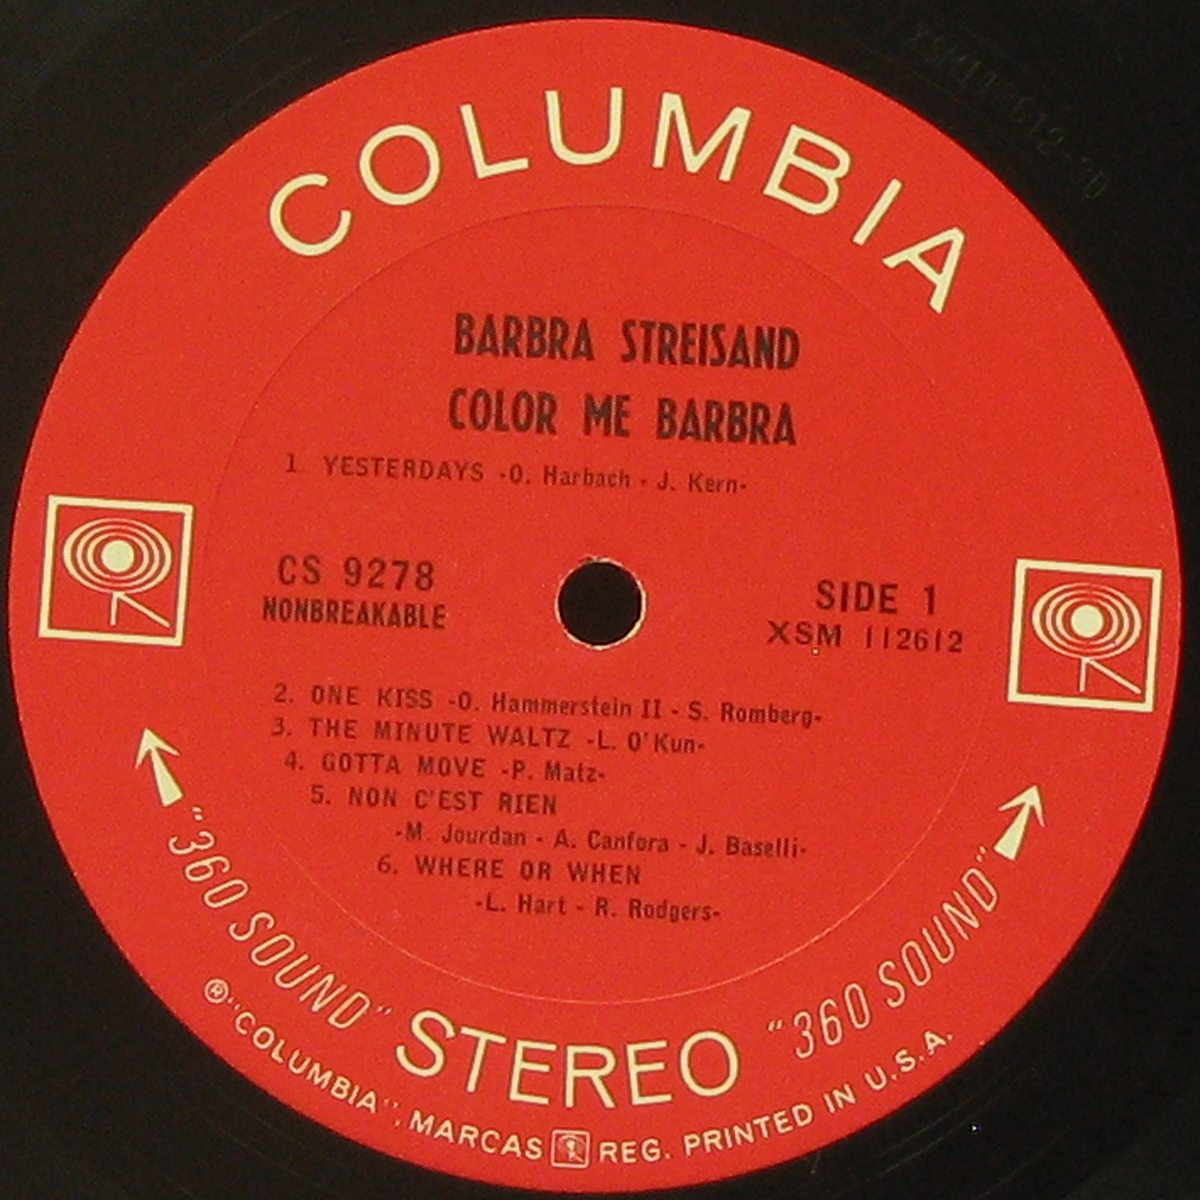 COLUMBIA
BARBRA STREISAND
COLOR ME BARBRA
1. YESTERDAYS -O. Harbach - J. Kern-
CS 9278
NONBREAKABLE
SIDE 1
XSM 112612
2. ONE KISS -O. Hammerstein II - S. Romberg-
3. THE MINUTE WALTZ -L. O'Kun-
4. GOTTA MOVE -P. Matz-
5. NON C'EST RIEN
-M. Jourdan - A. Canfora - J. Baselli-
6. WHERE OR WHEN
-L. Hart - R. Rodgers-
"360 SOUND" STEREO "360 SOUND"
® "COLUMBIA", MARCAS REG. PRINTED IN U.S.A.